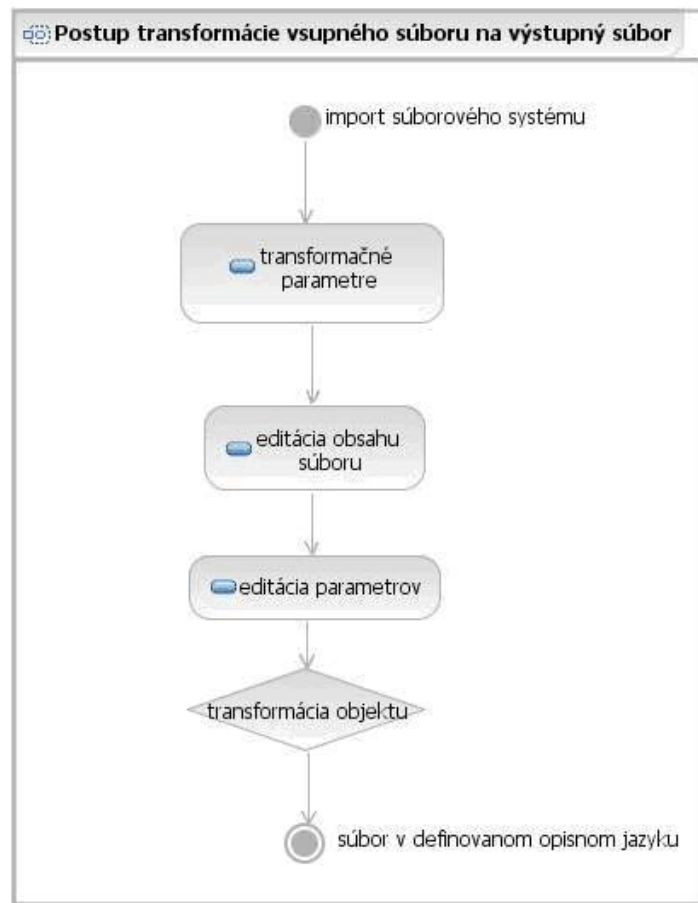 Postup transformácie vsupného súboru na výstupný súbor
import súborového systému
transformačné
parametre
editácia obsahu
súboru
editácia parametrov
transformácia objektu
súbor v definovanom opisnom jazyku